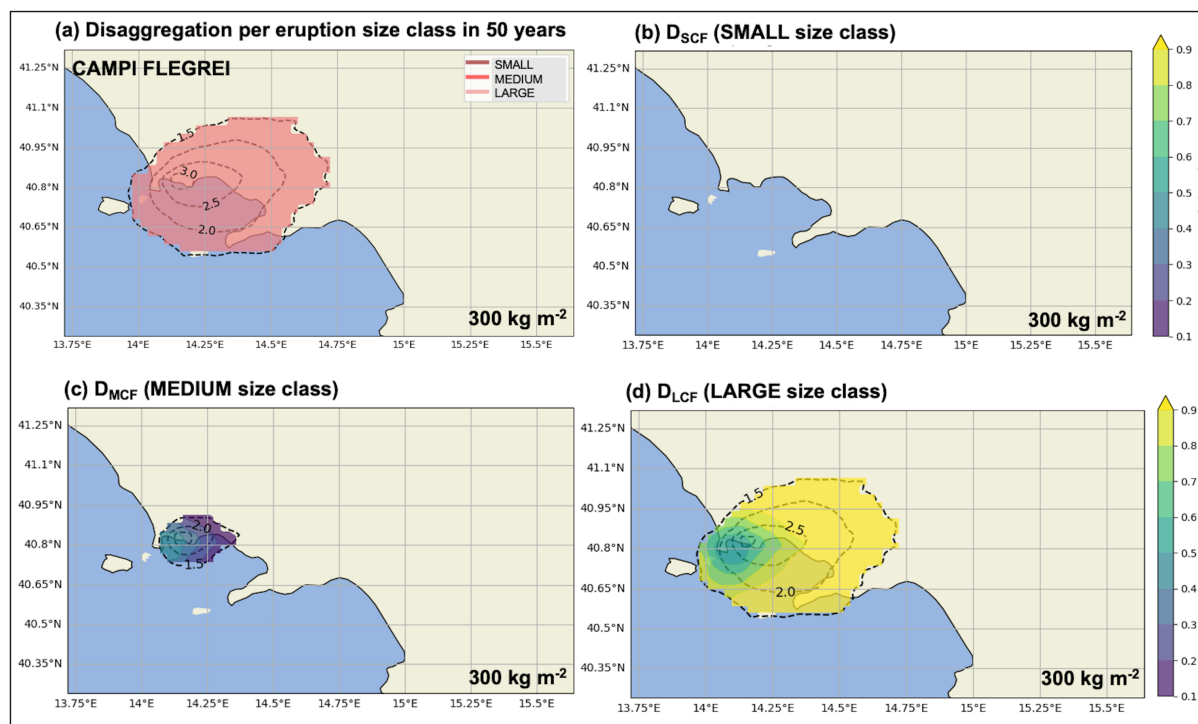 (a) Disaggregation per eruption size class in 50 years
CAMPI FLEGREI
SMALL
MEDIUM
LARGE
41.25°N
41.1°N
40.95°N
40.8°N
40.65°N
40.5°N
40.35°N
1.5
3.0
2.5
2.0
300 kg m-2
13.75°E 14°E 14.25°E 14.5°E 14.75°E 15°E 15.25°E 15.5°E
(b) DSCF (SMALL size class)
41.25°N
41.1°N
40.95°N
40.8°N
40.65°N
40.5°N
40.35°N
300 kg m-2
13.75°E 14°E 14.25°E 14.5°E 14.75°E 15°E 15.25°E 15.5°E
0.9
0.8
0.7
0.6
0.5
0.4
0.3
0.2
0.1
(c) DMCF (MEDIUM size class)
41.25°N
41.1°N
40.95°N
40.8°N
40.65°N
40.5°N
40.35°N
2.0
1.5
300 kg m-2
13.75°E 14°E 14.25°E 14.5°E 14.75°E 15°E 15.25°E 15.5°E
(d) DLCF (LARGE size class)
41.25°N
41.1°N
40.95°N
40.8°N
40.65°N
40.5°N
40.35°N
1.5
2.5
2.0
300 kg m-2
13.75°E 14°E 14.25°E 14.5°E 14.75°E 15°E 15.25°E 15.5°E
0.9
0.8
0.7
0.6
0.5
0.4
0.3
0.2
0.1